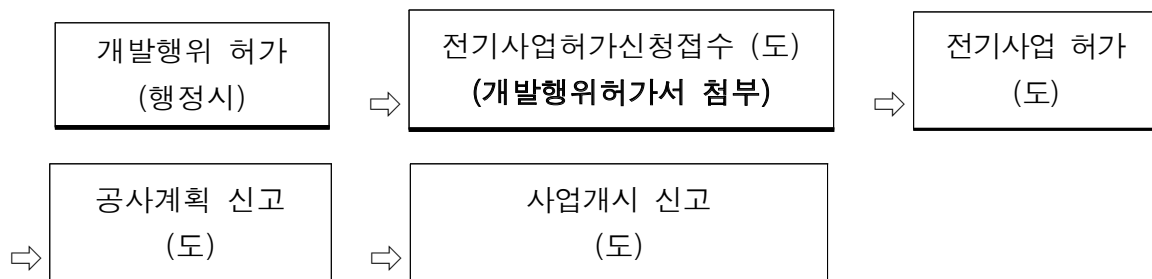 개발행위 허가
(행정시)
⇨
전기사업허가신청접수 (도)
(개발행위허가서 첨부)
⇨
전기사업 허가
(도)
⇨
공사계획 신고
(도)
⇨
사업개시 신고
(도)